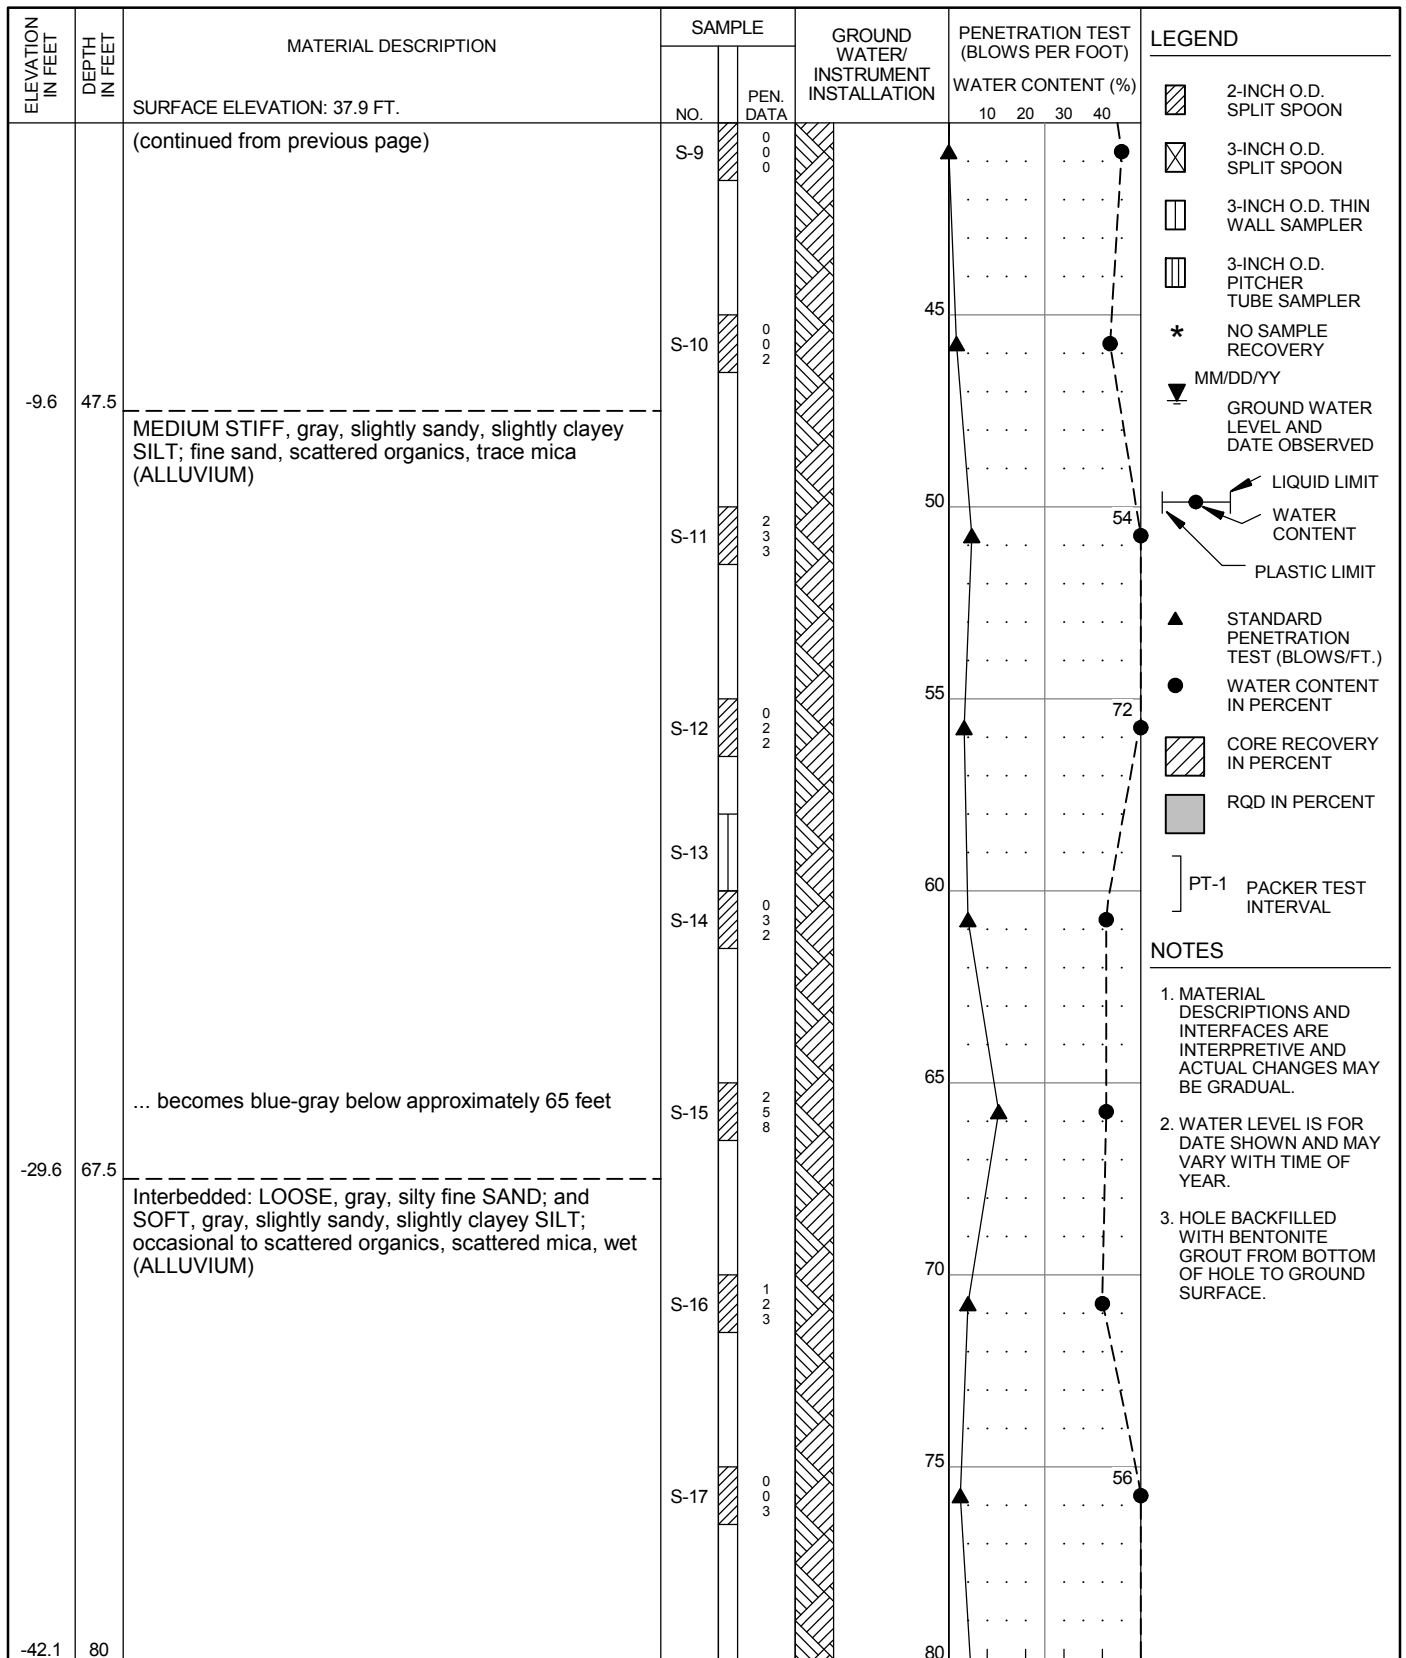 ELEVATION
IN FEET
DEPTH
IN FEET
MATERIAL DESCRIPTION
SURFACE ELEVATION: 37.9 FT.
SAMPLE
NO.
PEN.
DATA
GROUND
WATER/
INSTRUMENT
INSTALLATION
PENETRATION TEST
(BLOWS PER FOOT)
WATER CONTENT (%)
10 20 30 40
(continued from previous page)
S-9
0
0
0
45
S-10
0
0
2
-9.6 47.5
MEDIUM STIFF, gray, slightly sandy, slightly clayey
SILT; fine sand, scattered organics, trace mica
(ALLUVIUM)
50
54
S-11
2
3
3
55
72
S-12
0
2
2
S-13
60
S-14
0
3
2
65
... becomes blue-gray below approximately 65 feet
S-15
2
5
8
-29.6 67.5
Interbedded: LOOSE, gray, silty fine SAND; and
SOFT, gray, slightly sandy, slightly clayey SILT;
occasional to scattered organics, scattered mica, wet
(ALLUVIUM)
70
S-16
1
2
3
75
56
S-17
0
0
3
-42.1 80
80
LEGEND
2-INCH O.D.
SPLIT SPOON
3-INCH O.D.
SPLIT SPOON
3-INCH O.D. THIN
WALL SAMPLER
3-INCH O.D.
PITCHER
TUBE SAMPLER
* NO SAMPLE
RECOVERY
MM/DD/YY
GROUND WATER
LEVEL AND
DATE OBSERVED
LIQUID LIMIT
WATER
CONTENT
PLASTIC LIMIT
STANDARD
PENETRATION
TEST (BLOWS/FT.)
WATER CONTENT
IN PERCENT
CORE RECOVERY
IN PERCENT
RQD IN PERCENT
PT-1 PACKER TEST
INTERVAL
NOTES
1. MATERIAL
DESCRIPTIONS AND
INTERFACES ARE
INTERPRETIVE AND
ACTUAL CHANGES MAY
BE GRADUAL.
2. WATER LEVEL IS FOR
DATE SHOWN AND MAY
VARY WITH TIME OF
YEAR.
3. HOLE BACKFILLED
WITH BENTONITE
GROUT FROM BOTTOM
OF HOLE TO GROUND
SURFACE.